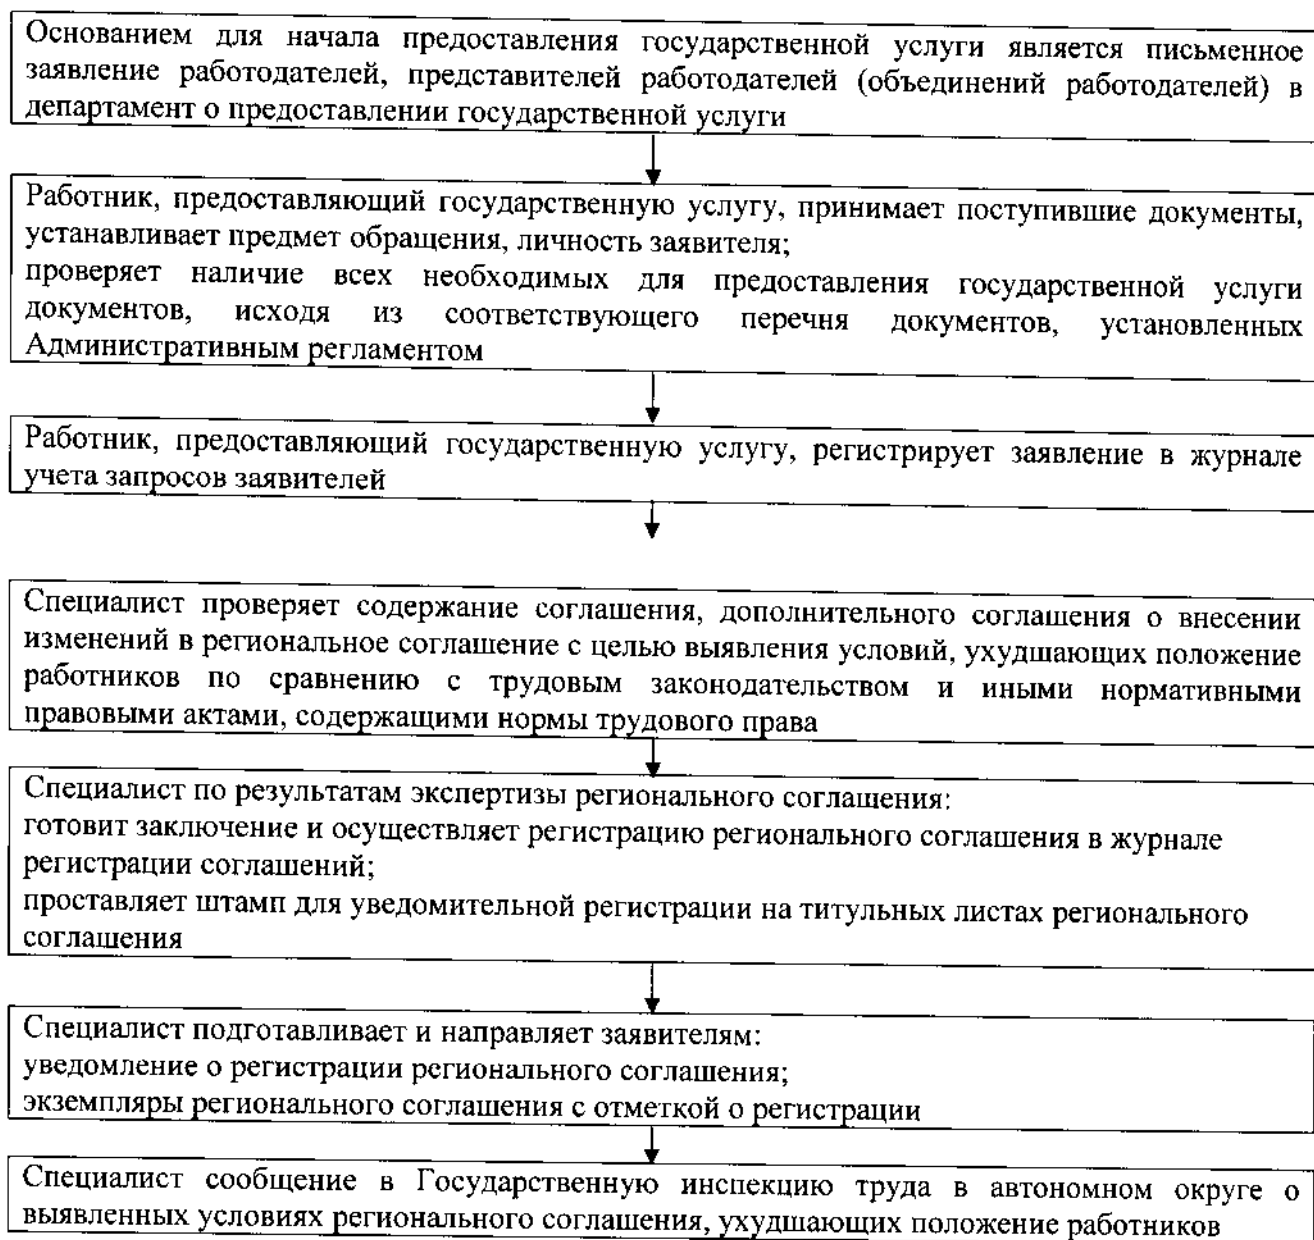 Основанием для начала предоставления государственной услуги является письменное
заявление работодателей, представителей работодателей (объединений работодателей) в
департамент о предоставлении государственной услуги
Работник, предоставляющий государственную услугу, принимает поступившие документы,
устанавливает предмет обращения, личность заявителя;
проверяет наличие всех необходимых для предоставления государственной услуги
документов, исходя из соответствующего перечня документов, установленных
Административным регламентом
Работник, предоставляющий государственную услугу, регистрирует заявление в журнале
учета запросов заявителей
Специалист проверяет содержание соглашения, дополнительного соглашения о внесении
изменений в региональное соглашение с целью выявления условий, ухудшающих положение
работников по сравнению с трудовым законодательством и иными нормативными
правовыми актами, содержащими нормы трудового права
Специалист по результатам экспертизы регионального соглашения:
готовит заключение и осуществляет регистрацию регионального соглашения в журнале
регистрации соглашений;
проставляет штамп для уведомительной регистрации на титульных листах регионального
соглашения
Специалист подготавливает и направляет заявителям:
уведомление о регистрации регионального соглашения;
экземпляры регионального соглашения с отметкой о регистрации
Специалист сообщение в Государственную инспекцию труда в автономном округе о
выявленных условиях регионального соглашения, ухудшающих положение работников